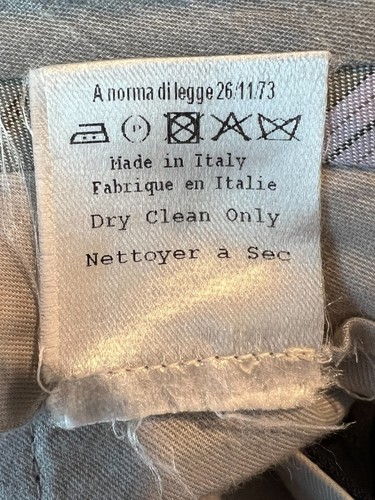 A norma di legge 26/11/73
P
Made in Italy
Fabrique en Italie
Dry Clean Only
Nettoyer a Sec